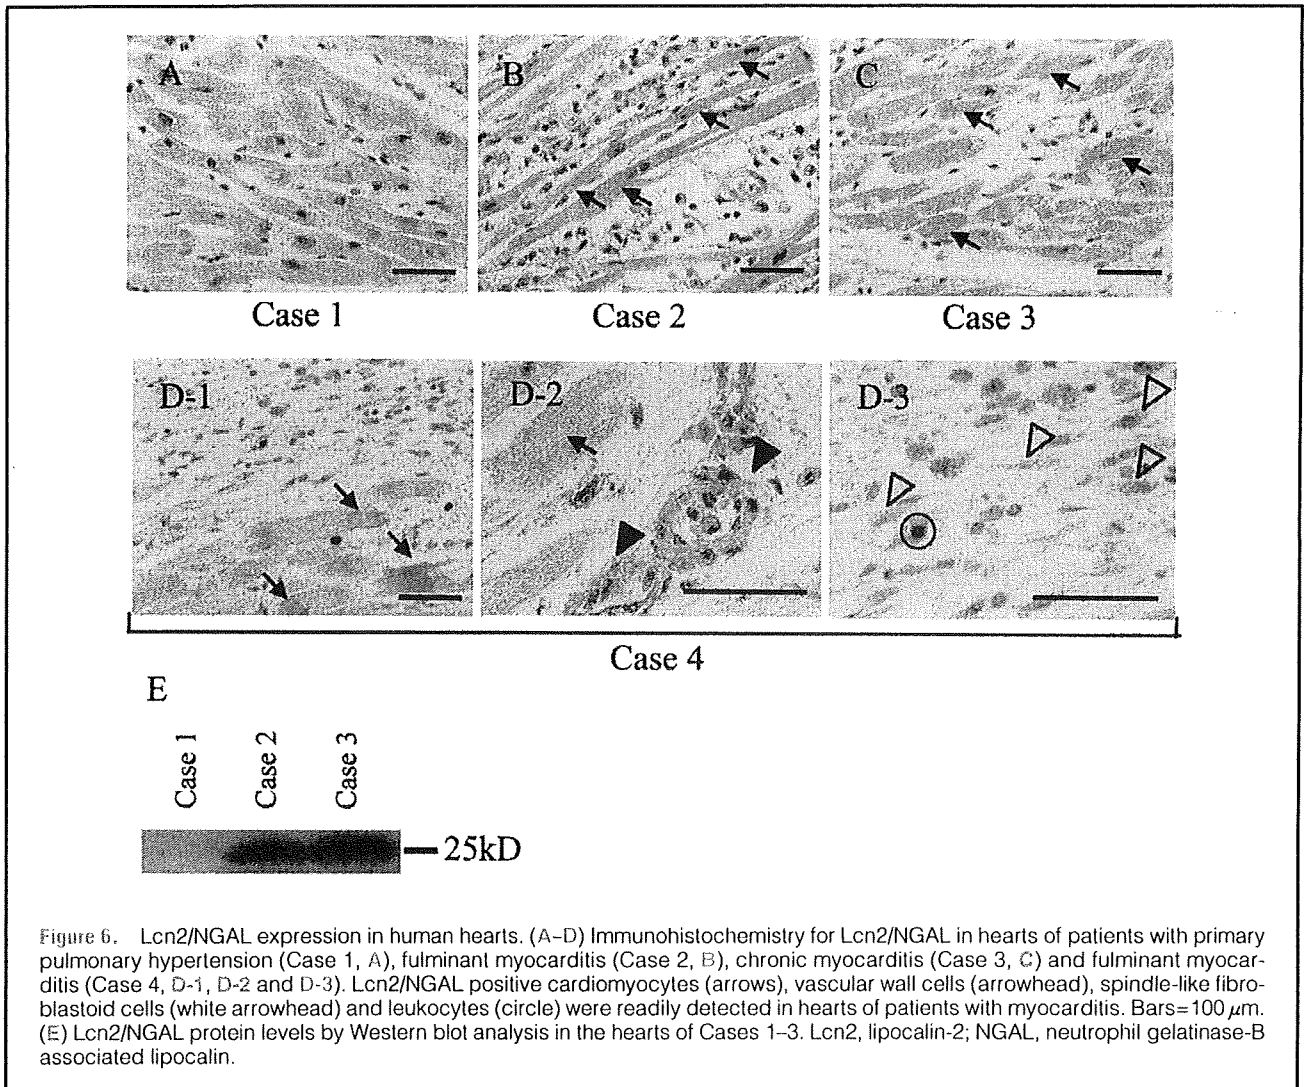 A
B
C
Case 1
Case 2
Case 3
D-1
D-2
D-3
Case 4
E
Case 1
Case 2
Case 3
25kD
Figure 6. Lcn2/NGAL expression in human hearts. (A–D) Immunohistochemistry for Lcn2/NGAL in hearts of patients with primary
pulmonary hypertension (Case 1, A), fulminant myocarditis (Case 2, B), chronic myocarditis (Case 3, C) and fulminant myocar-
ditis (Case 4, D-1, D-2 and D-3). Lcn2/NGAL positive cardiomyocytes (arrows), vascular wall cells (arrowhead), spindle-like fibro-
blastoid cells (white arrowhead) and leukocytes (circle) were readily detected in hearts of patients with myocarditis. Bars=100 μm.
(E) Lcn2/NGAL protein levels by Western blot analysis in the hearts of Cases 1–3. Lcn2, lipocalin-2; NGAL, neutrophil gelatinase-B
associated lipocalin.